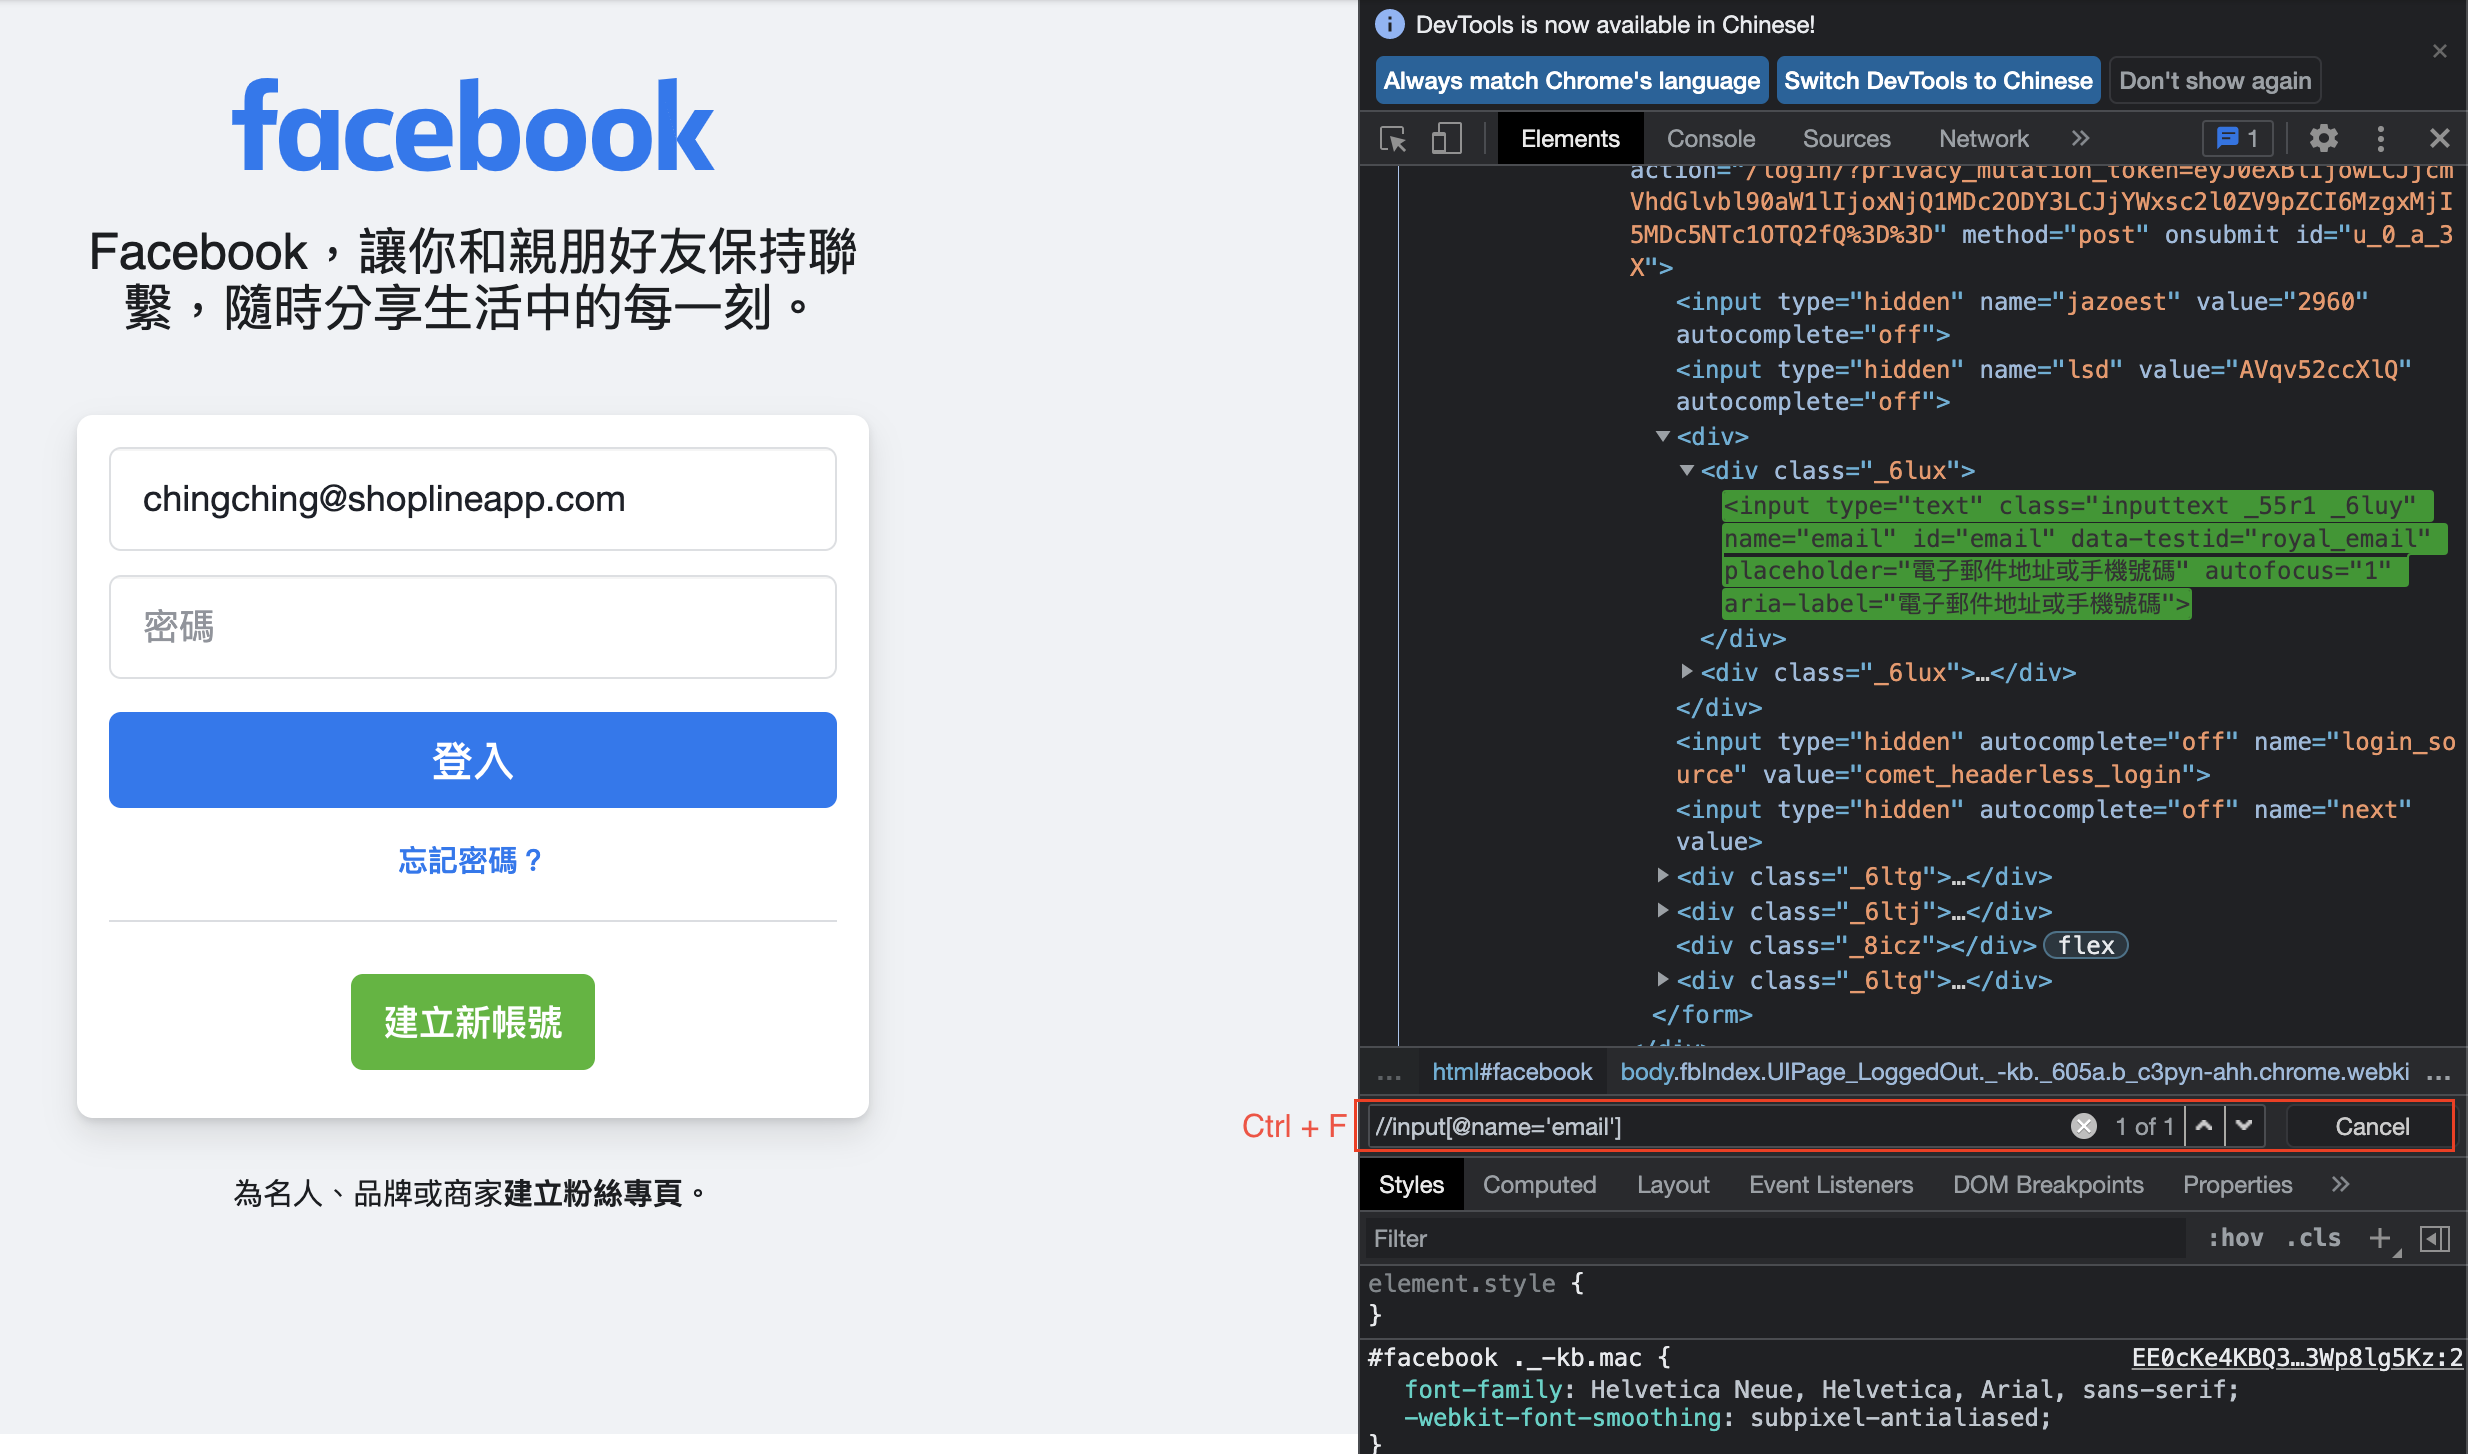 facebook
Facebook，讓你和親朋好友保持聯
繫，隨時分享生活中的每一刻。
chingching@shoplineapp.com
密碼
登入
忘記密碼？
建立新帳號
為名人、品牌或商家建立粉絲專頁。
Ctrl + F
DevTools is now available in Chinese!
Always match Chrome's language Switch DevTools to Chinese Don't show again
Elements Console Sources Network 1
action="/login/?privacy_mutation_token=eyJ0eXBlIjowLCJjcm
VhdGlvbl90aW1lIjoxNjQ1MDc2ODY3LCJjYWxsc2l0ZV9pZCI6MzgxMjI
5MDc5NTc1OTQ2fQ%3D%3D" method="post" onsubmit id="u_0_a_3
X">
<input type="hidden" name="jazoest" value="2960"
autocomplete="off">
<input type="hidden" name="lsd" value="AVqv52ccXlQ"
autocomplete="off">
<div>
<div class="_6lux">
<input type="text" class="inputtext _55r1 _6luy"
name="email" id="email" data-testid="royal_email"
placeholder="電子郵件地址或手機號碼" autofocus="1"
aria-label="電子郵件地址或手機號碼">
</div>
<div class="_6lux">…</div>
</div>
<input type="hidden" autocomplete="off" name="login_so
urce" value="comet_headerless_login">
<input type="hidden" autocomplete="off" name="next"
value>
<div class="_6ltg">…</div>
<div class="_6ltj">…</div>
<div class="_8icz"></div> flex
<div class="_6ltg">…</div>
</form>
</div>
... html#facebook body.fbIndex.UIPage_LoggedOut._-kb._605a.b_c3pyn-ahh.chrome.webki ...
//input[@name='email'] 1 of 1 Cancel
Styles Computed Layout Event Listeners DOM Breakpoints Properties
Filter :hov .cls
element.style {
}
#facebook ._-kb.mac { EE0cKe4KBQ3…3Wp8lg5Kz:2
font-family: Helvetica Neue, Helvetica, Arial, sans-serif;
-webkit-font-smoothing: subpixel-antialiased;
}